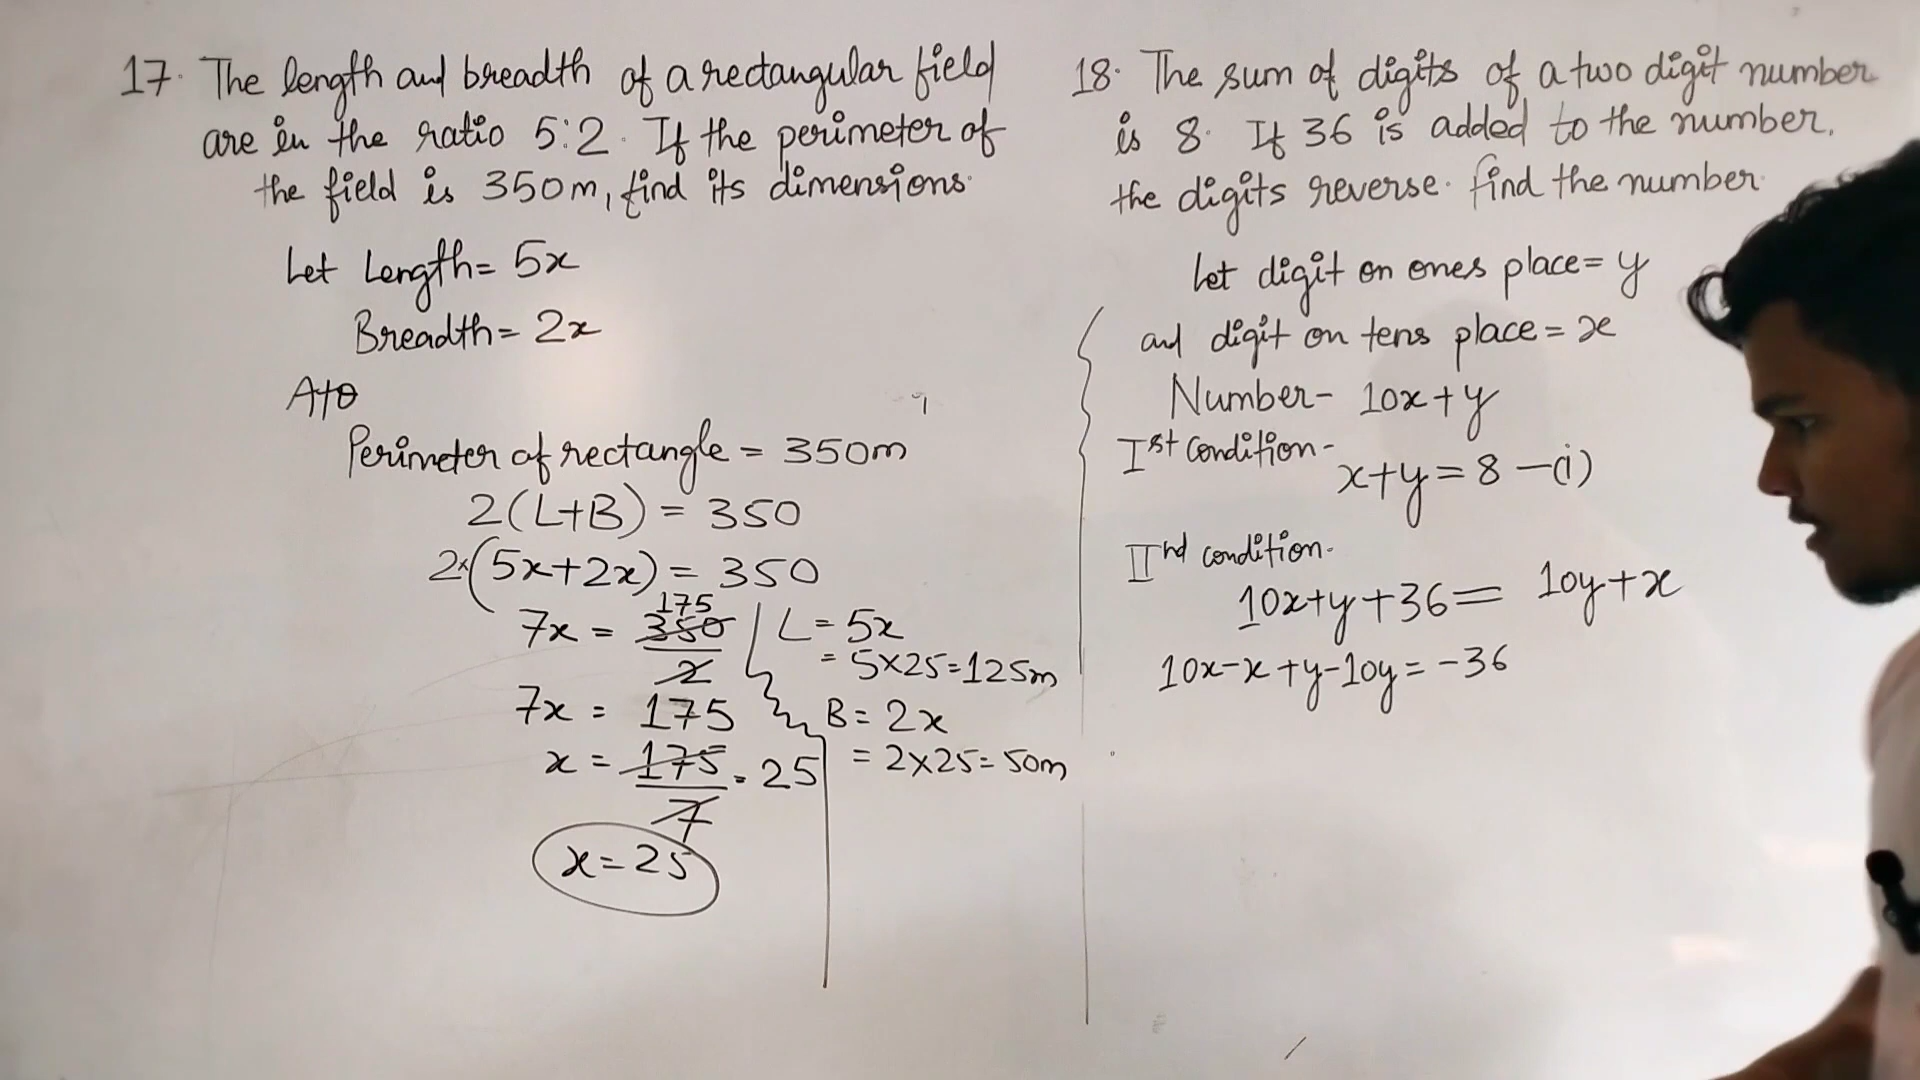 17. The length and breadth of a rectangular field
are in the ratio 5:2. If the perimeter of
the field is 350m, find its dimensions.
Let Length = 5x
Breadth = 2x
ATQ
Perimeter of rectangle = 350m
2(L+B) = 350
2×(5x+2x) = 350
175
7x = 350
2
7x = 175
x = 175 = 25
7
x = 25
L = 5x
= 5×25=125m
B = 2x
= 2×25=50m
18. The sum of digits of a two digit number
is 8. If 36 is added to the number,
the digits reverse. find the number.
Let digit on ones place = y
and digit on tens place = x
Number - 10x+y
Ist condition -
x+y = 8 —(i)
IInd condition -
10x+y+36 = 10y+x
10x-x+y-10y = -36